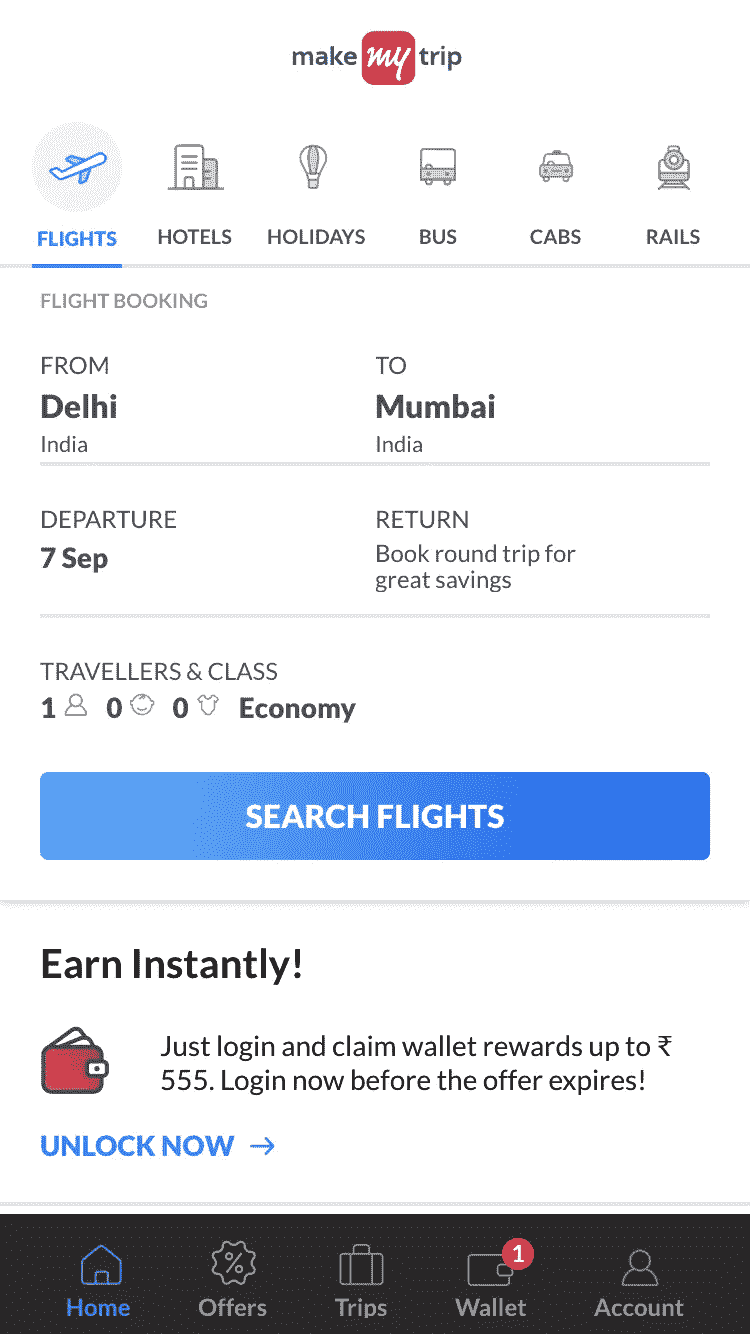 make my trip
FLIGHTS HOTELS HOLIDAYS BUS CABS RAILS
FLIGHT BOOKING
FROM
Delhi
India
TO
Mumbai
India
DEPARTURE
7 Sep
RETURN
Book round trip for
great savings
TRAVELLERS & CLASS
1 0 0 Economy
SEARCH FLIGHTS
Earn Instantly!
Just login and claim wallet rewards up to ₹
555. Login now before the offer expires!
UNLOCK NOW →
%
1
Home Offers Trips Wallet Account